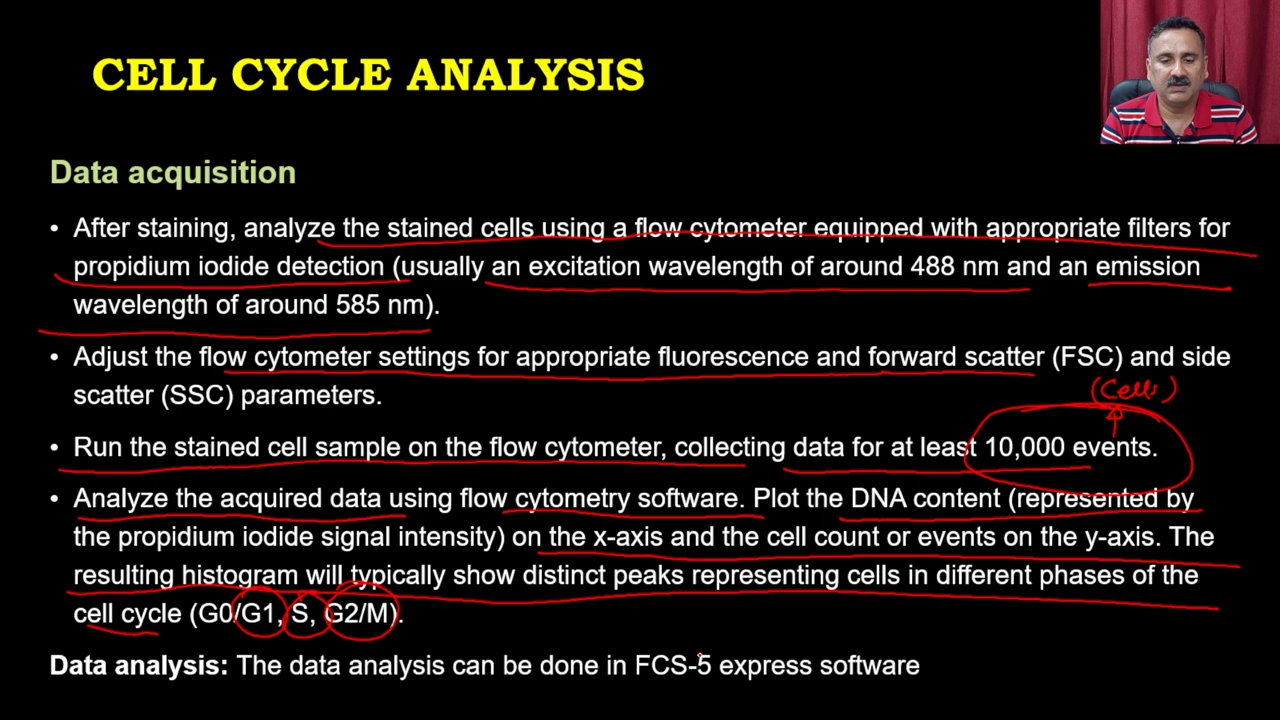 CELL CYCLE ANALYSIS
Data acquisition
• After staining, analyze the stained cells using a flow cytometer equipped with appropriate filters for
propidium iodide detection (usually an excitation wavelength of around 488 nm and an emission
wavelength of around 585 nm).
• Adjust the flow cytometer settings for appropriate fluorescence and forward scatter (FSC) and side
scatter (SSC) parameters.
(Cells)
• Run the stained cell sample on the flow cytometer, collecting data for at least 10,000 events.
• Analyze the acquired data using flow cytometry software. Plot the DNA content (represented by
the propidium iodide signal intensity) on the x-axis and the cell count or events on the y-axis. The
resulting histogram will typically show distinct peaks representing cells in different phases of the
cell cycle (G0/G1, S, G2/M).
Data analysis: The data analysis can be done in FCS-5 express software